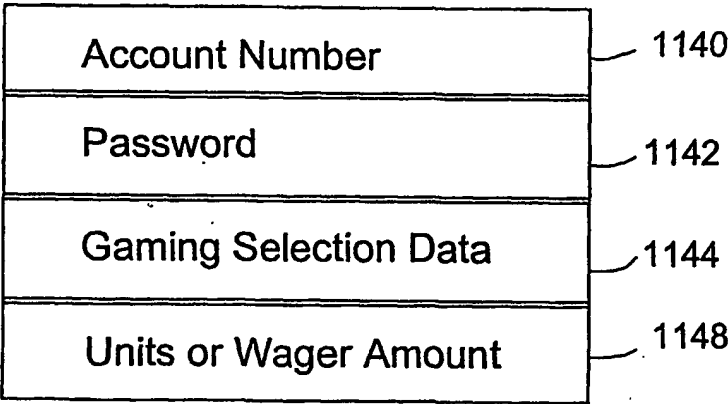 Account Number 1140
Password 1142
Gaming Selection Data 1144
Units or Wager Amount 1148